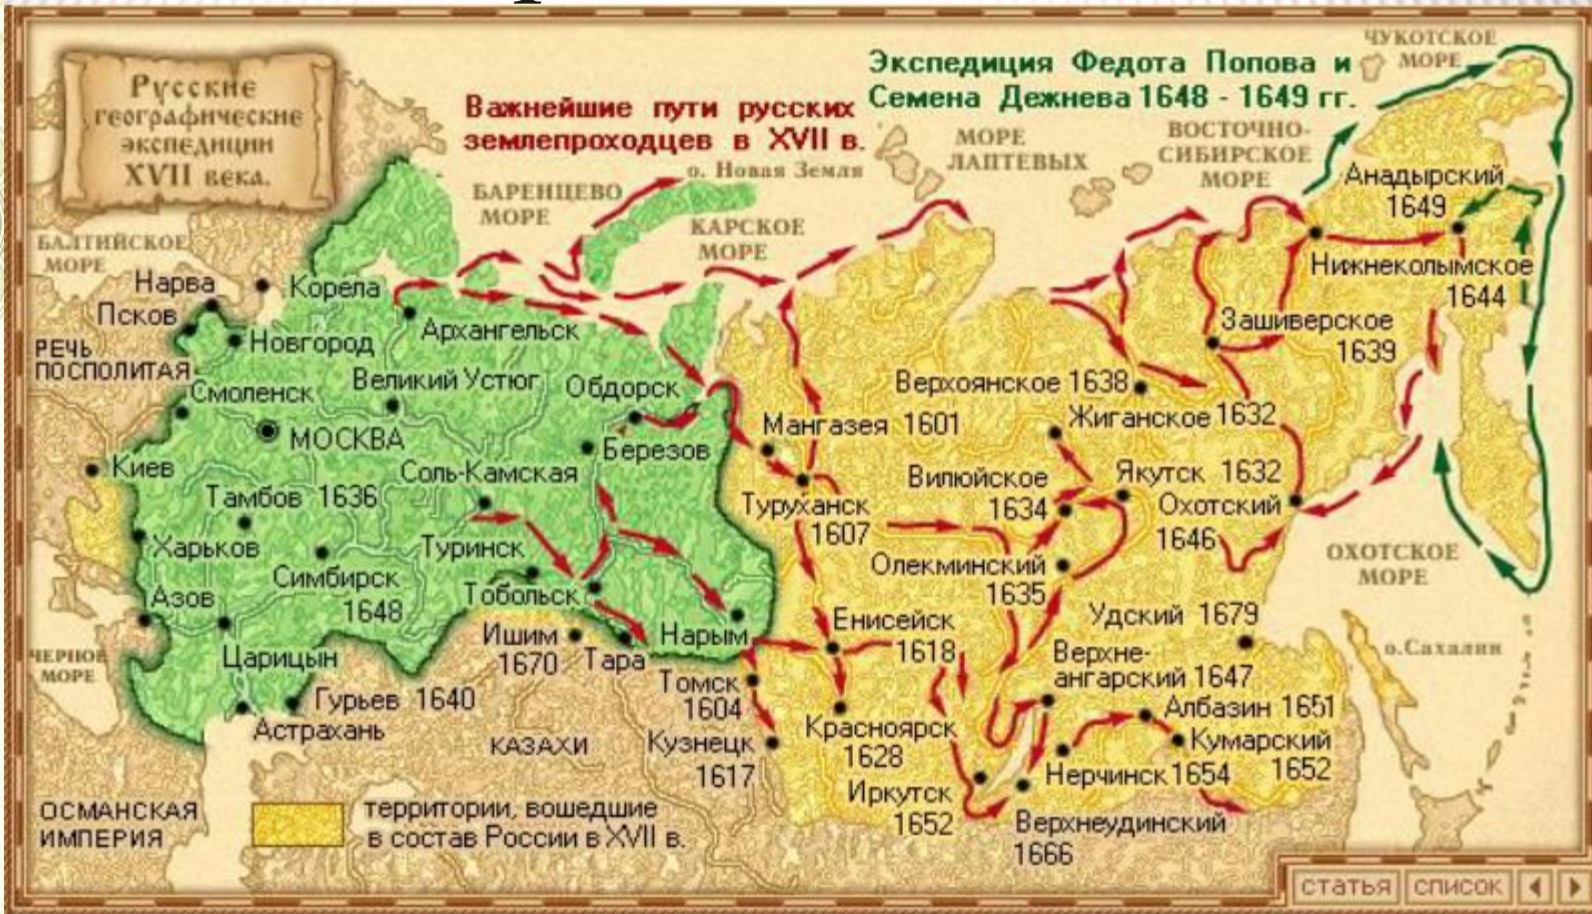 Русские
географические
экспедиции
XVII века.
Важнейшие пути русских
землепроходцев в XVII в.
Экспедиция Федота Попова и
Семена Дежнева 1648 - 1649 гг.
ЧУКОТСКОЕ
МОРЕ
МОРЕ
ЛАПТЕВЫХ
ВОСТОЧНО-
СИБИРСКОЕ
МОРЕ
о. Новая Земля
БАРЕНЦЕВО
МОРЕ
КАРСКОЕ
МОРЕ
Анадырский
1649
БАЛТИЙСКОЕ
МОРЕ
Нарва
Корела
Псков
Новгород
Архангельск
Нижнеколымское
1644
Зашиверское
1639
РЕЧЬ
ПОСПОЛИТАЯ
Смоленск
Великий Устюг
Обдорск
Верхоянское 1638
Жиганское 1632
МОСКВА
Мангазея 1601
Березов
Киев
Соль-Камская
Тамбов 1636
Вилюйское
1634
Якутск 1632
Охотский
1646
Туруханск
1607
Харьков
Туринск
Симбирск
1648
Тобольск
Олекминский
1635
ОХОТСКОЕ
МОРЕ
Азов
Удский 1679
Ишим
1670
Тара
Нарым
Енисейск
1618
Верхне-
ангарский 1647
о.Сахалин
ЧЕРНОЕ
МОРЕ
Царицын
Гурьев 1640
Астрахань
Томск
1604
Красноярск
1628
Албазин 1651
Кумарский
1652
КАЗАХИ
Кузнецк
1617
Нерчинск 1654
Иркутск
1652
Верхнеудинский
1666
ОСМАНСКАЯ
ИМПЕРИЯ
территории, вошедшие
в состав России в XVII в.
статья список